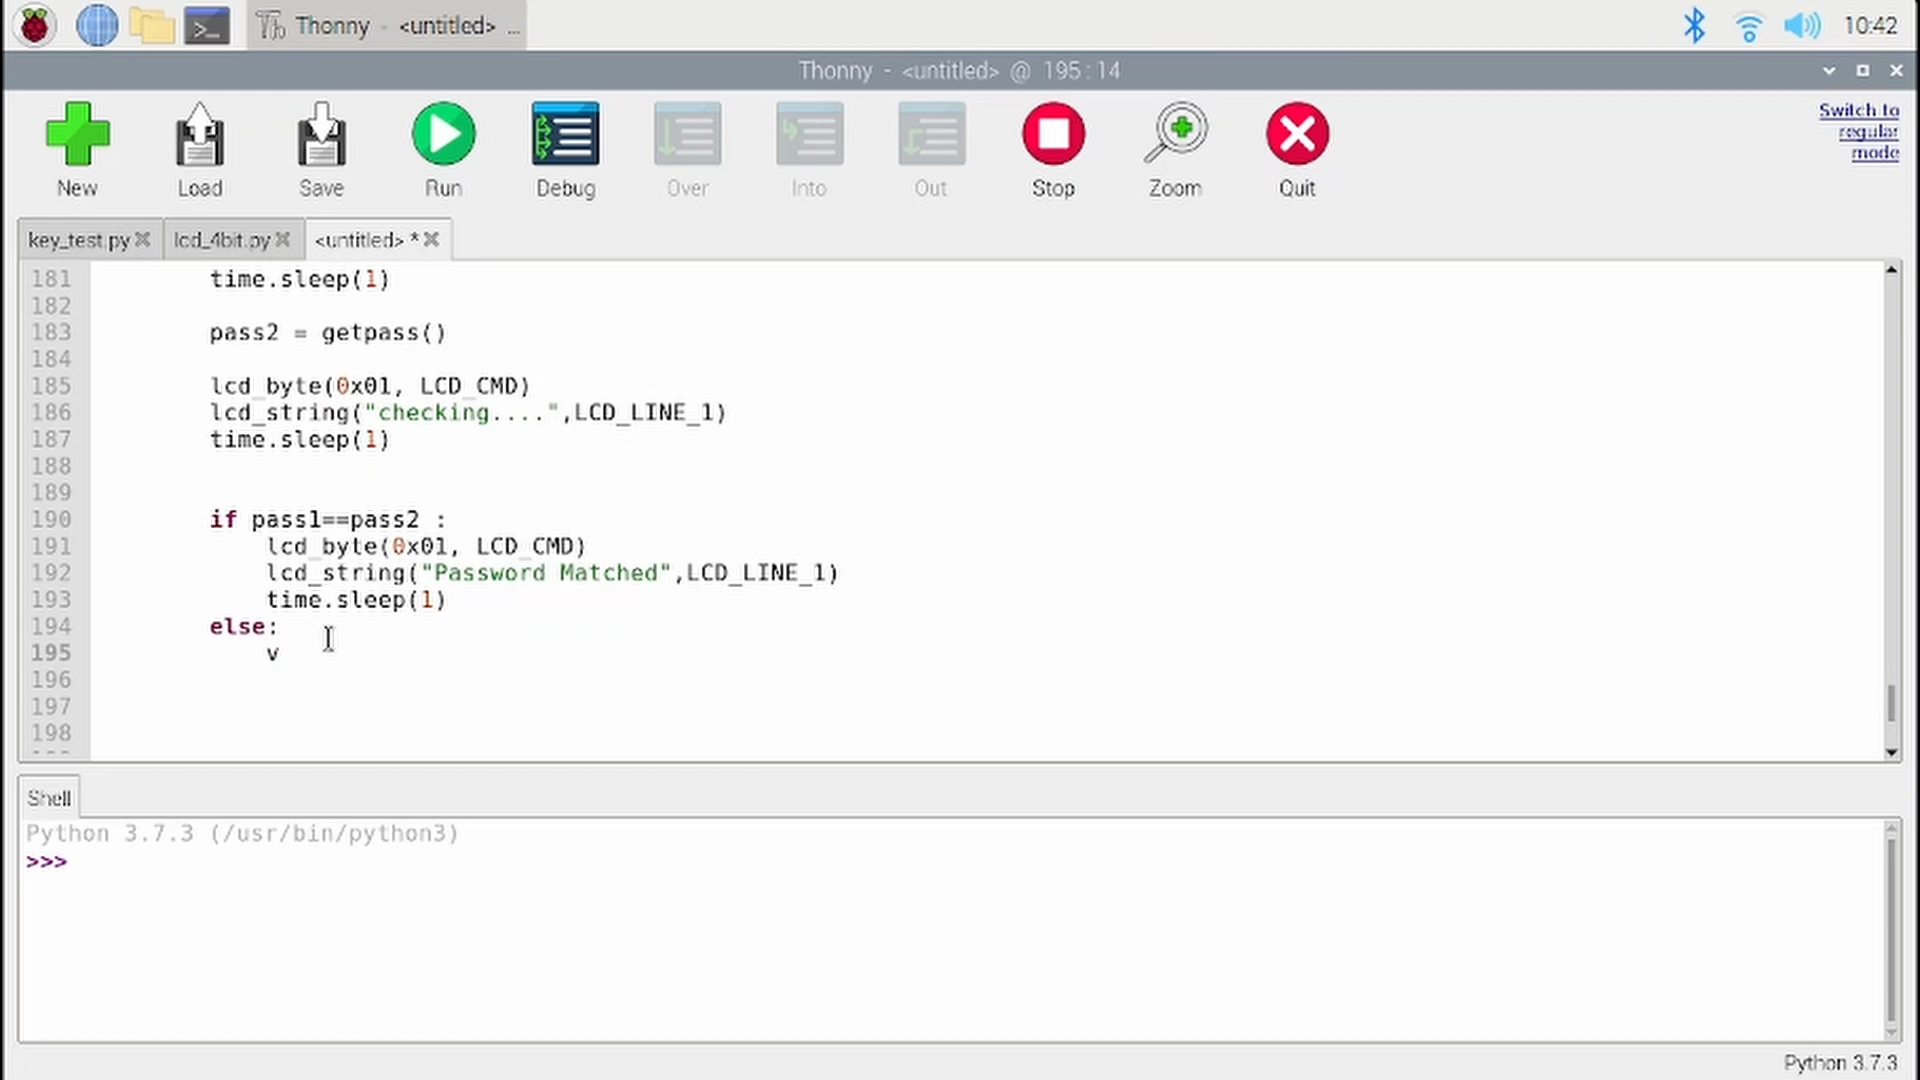 Thonny - <untitled> ...
10:42
Thonny - <untitled> @ 195:14
New Load Save Run Debug Over Into Out Stop Zoom Quit
Switch to
regular
mode
key_test.py lcd_4bit.py <untitled> *
181 time.sleep(1)
182
183 pass2 = getpass()
184
185 lcd_byte(0x01, LCD_CMD)
186 lcd_string("checking....",LCD_LINE_1)
187 time.sleep(1)
188
189
190 if pass1==pass2 :
191 lcd_byte(0x01, LCD_CMD)
192 lcd_string("Password Matched",LCD_LINE_1)
193 time.sleep(1)
194 else:
195 v
196
197
198
Shell
Python 3.7.3 (/usr/bin/python3)
>>>
Python 3.7.3